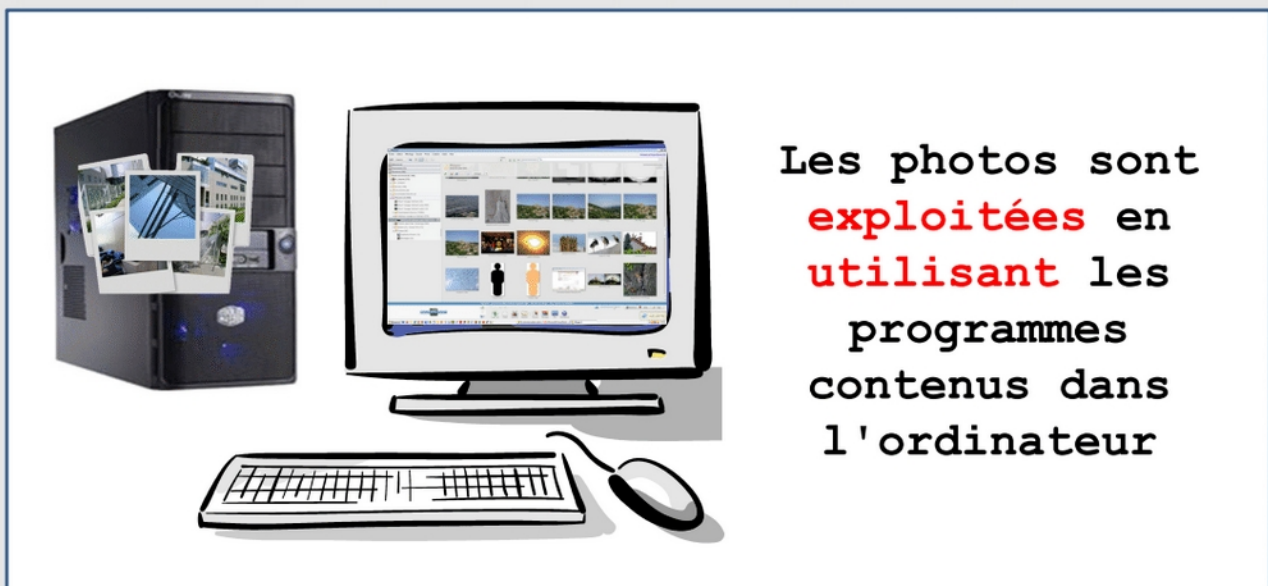 Les photos sont
exploitées en
utilisant les
programmes
contenus dans
l'ordinateur